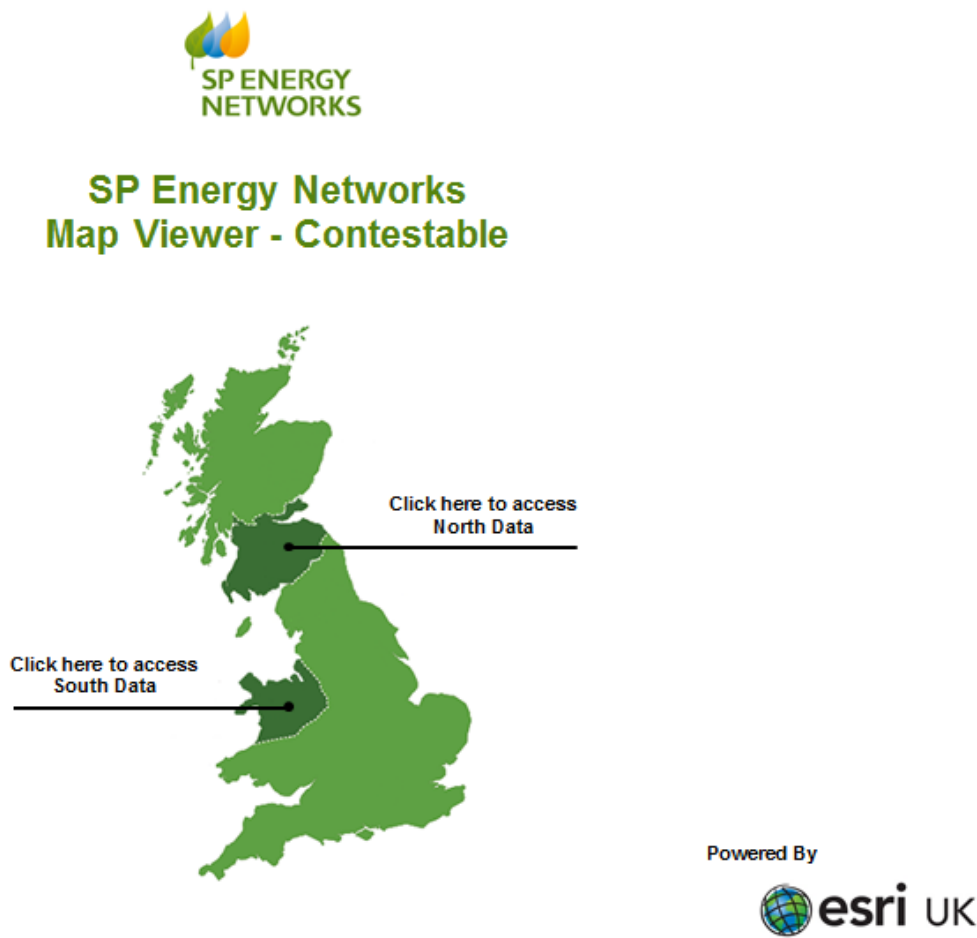 SP ENERGY
NETWORKS
SP Energy Networks
Map Viewer - Contestable
Click here to access
North Data
Click here to access
South Data
Powered By
esri UK